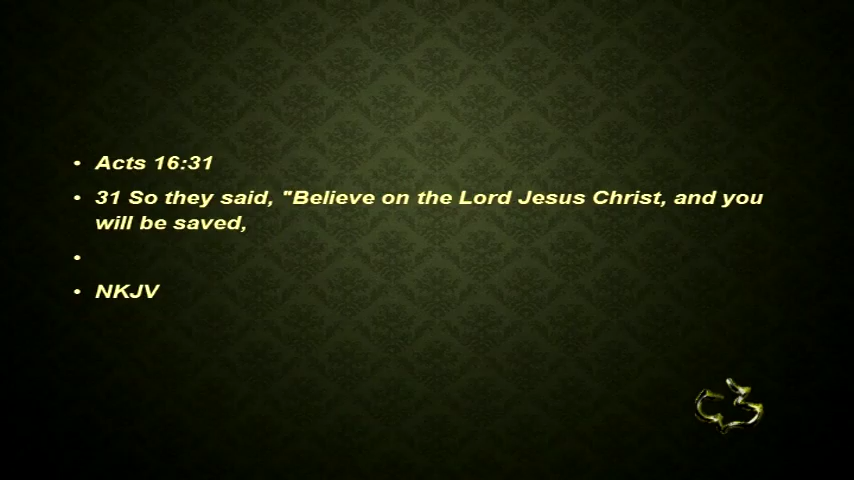 • Acts 16:31
• 31 So they said, "Believe on the Lord Jesus Christ, and you
will be saved,
•
• NKJV